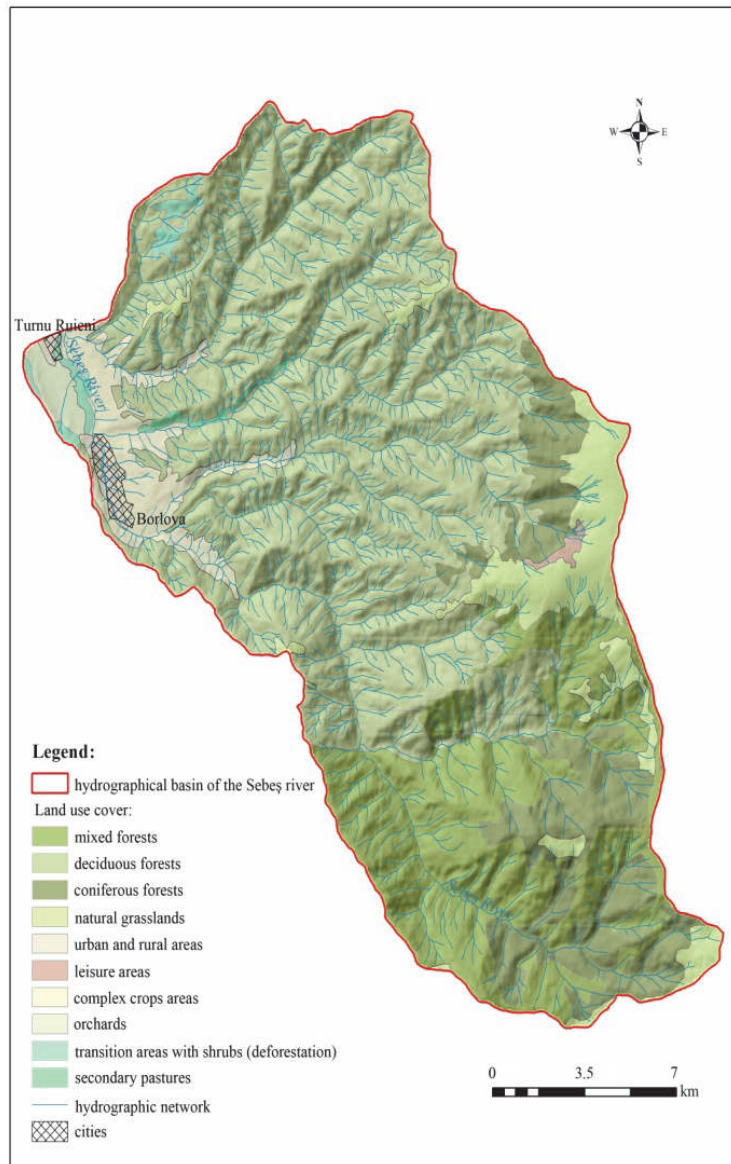 N
W E
S
Turnu Ruieni
Sebeș River
Borlova
Sebeș River
Legend:
hydrographical basin of the Sebeș river
Land use cover:
mixed forests
deciduous forests
coniferous forests
natural grasslands
urban and rural areas
leisure areas
complex crops areas
orchards
transition areas with shrubs (deforestation)
secondary pastures
hydrographic network
cities
0 3.5 7
km